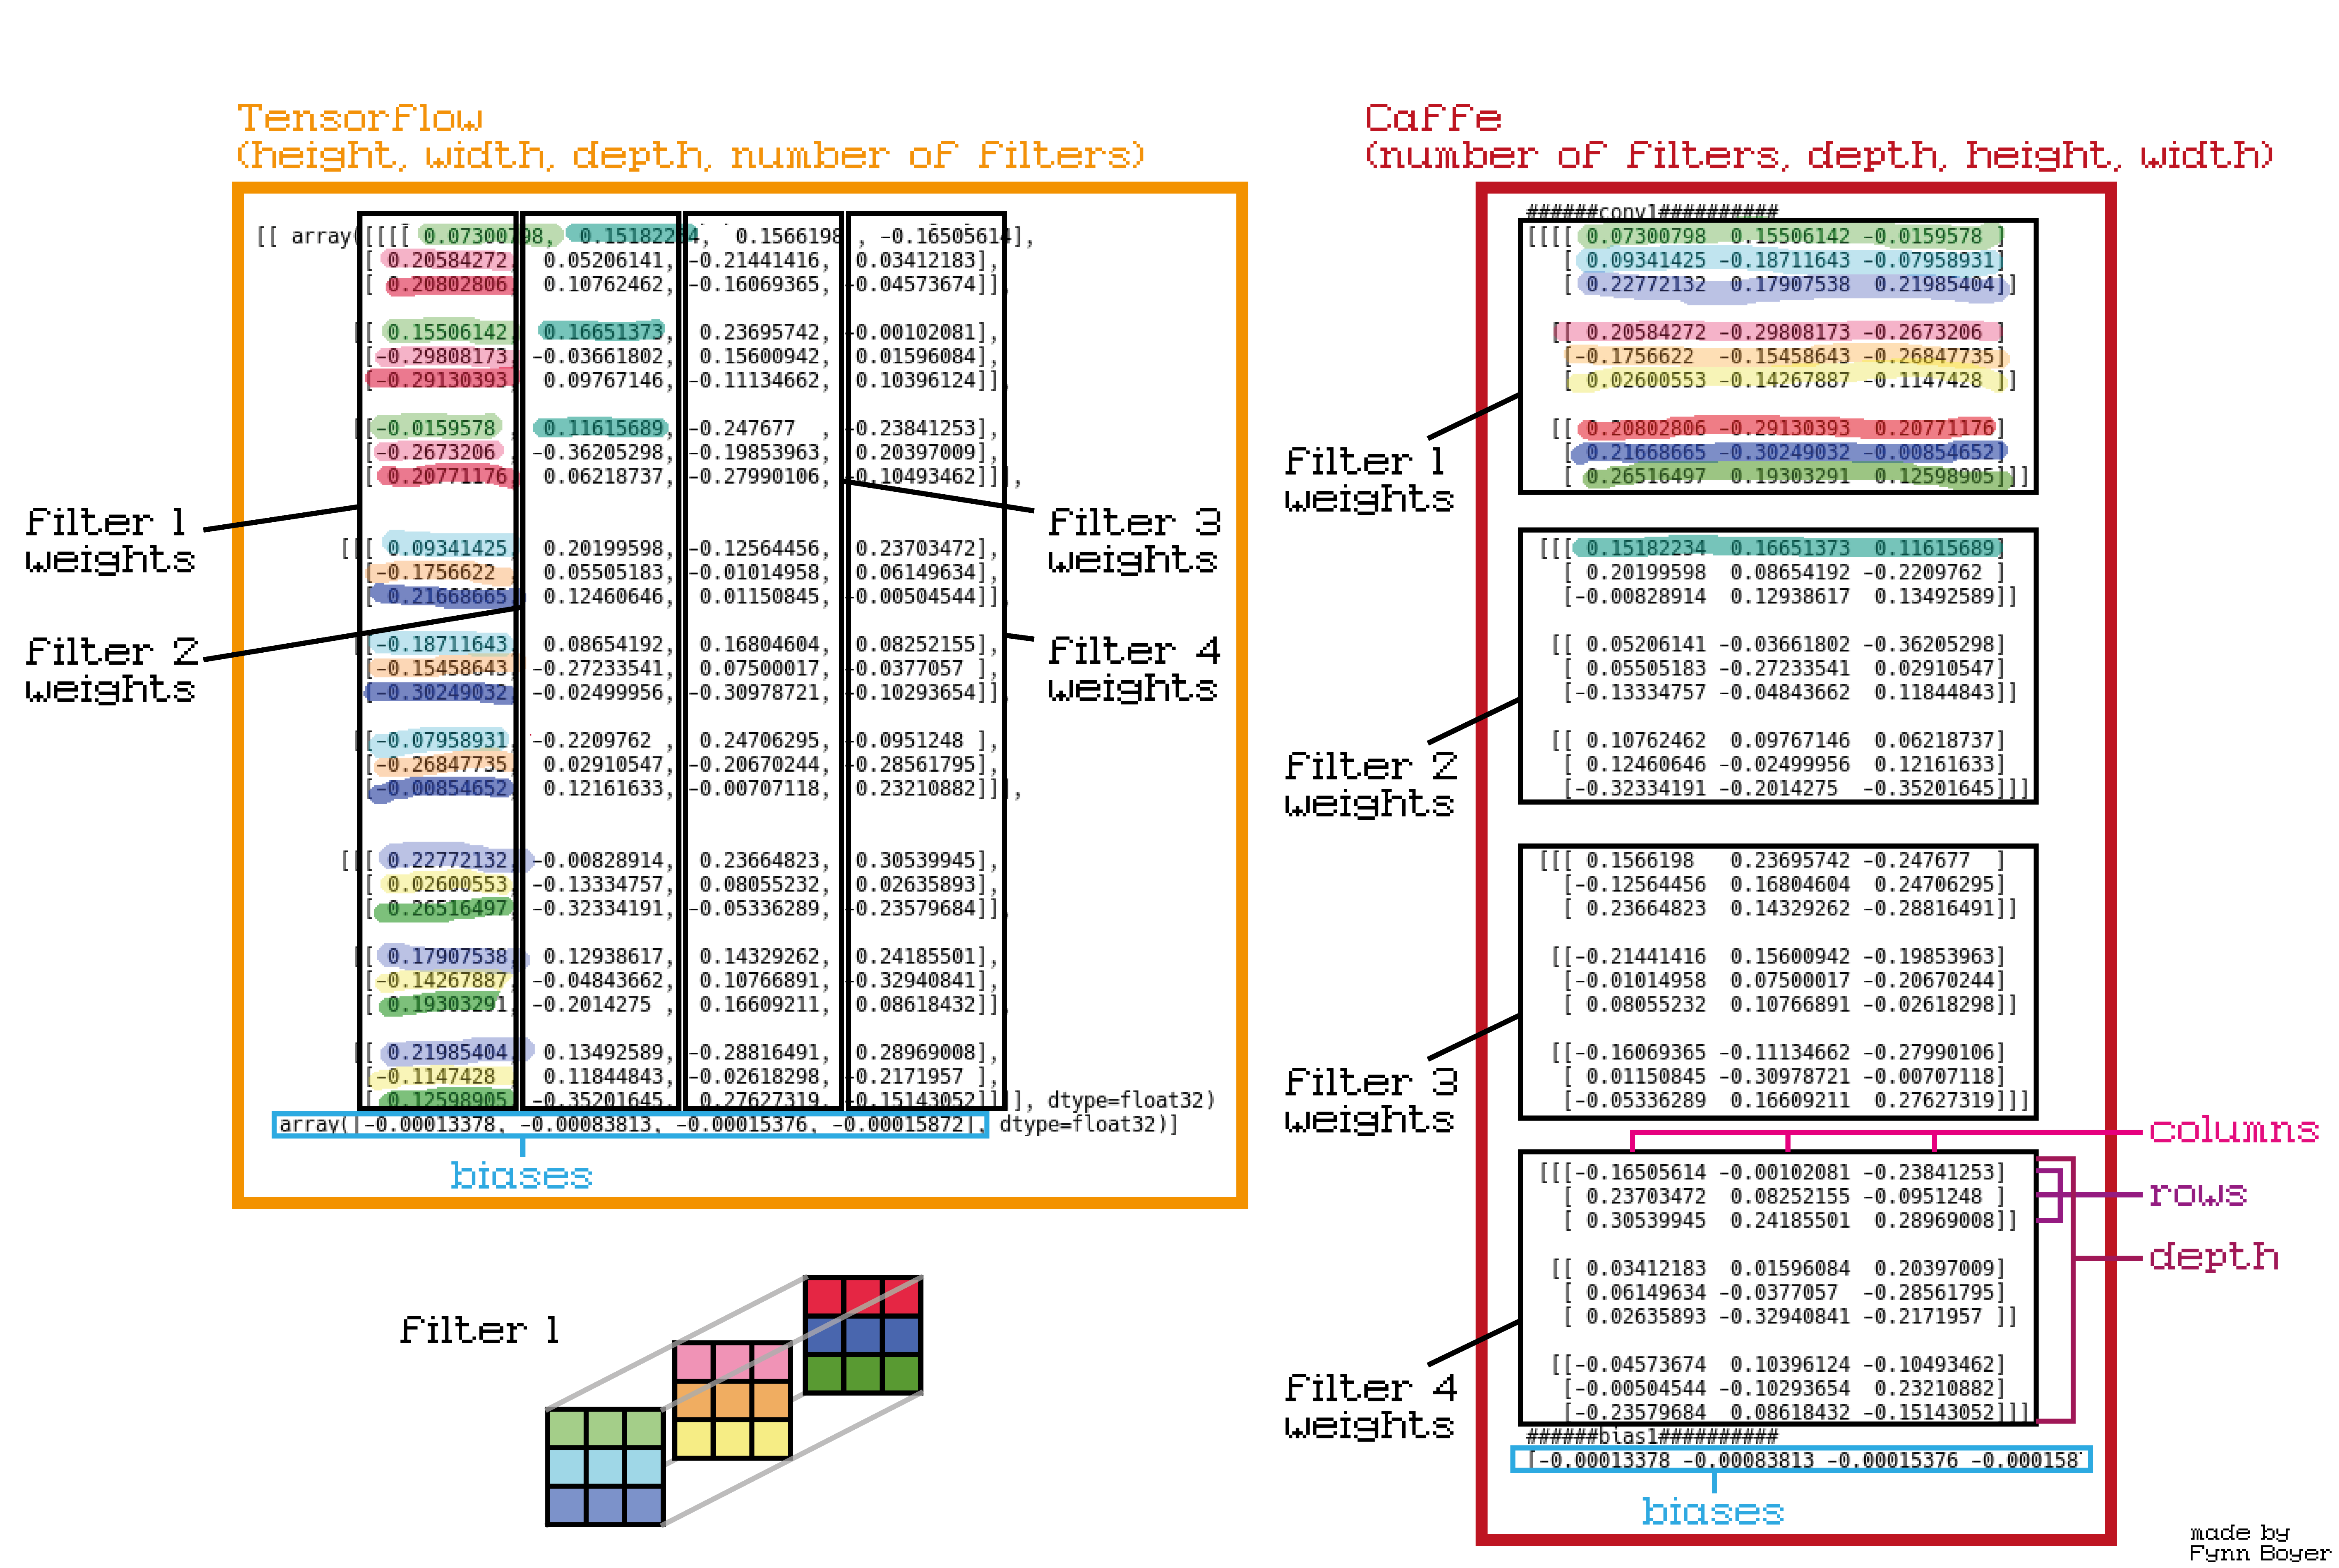 Tensorflow
(height, width, depth, number of filters)
[[ array([[[[ 0.07300798, 0.15182234, 0.1566198 , -0.16505614],
[ 0.20584272, 0.05206141, -0.21441416, 0.03412183],
[ 0.20802806, 0.10762462, -0.16069365, -0.04573674]],
[[ 0.15506142, 0.16651373, 0.23695742, -0.00102081],
[-0.29808173, -0.03661802, 0.15600942, 0.01596084],
[-0.29130393, 0.09767146, -0.11134662, 0.10396124]],
[[-0.0159578 , 0.11615689, -0.247677 , -0.23841253],
[-0.2673206 , -0.36205298, -0.19853963, 0.20397009],
[ 0.20771176, 0.06218737, -0.27990106, -0.10493462]]],
[[[ 0.09341425, 0.20199598, -0.12564456, 0.23703472],
[-0.1756622 , 0.05505183, -0.01014958, 0.06149634],
[ 0.21668665, 0.12460646, 0.01150845, -0.00504544]],
[[-0.18711643, 0.08654192, 0.16804604, 0.08252155],
[-0.15458643, -0.27233541, 0.07500017, -0.0377057 ],
[-0.30249032, -0.02499956, -0.30978721, -0.10293654]],
[[-0.07958931, -0.2209762 , 0.24706295, -0.0951248 ],
[-0.26847735, 0.02910547, -0.20670244, -0.28561795],
[-0.00854652, 0.12161633, -0.00707118, 0.23210882]]],
[[[ 0.22772132, -0.00828914, 0.23664823, 0.30539945],
[ 0.02600553, -0.13334757, 0.08055232, 0.02635893],
[ 0.26516497, -0.32334191, -0.05336289, -0.23579684]],
[[ 0.17907538, 0.12938617, 0.14329262, 0.24185501],
[-0.14267887, -0.04843662, 0.10766891, -0.32940841],
[ 0.19303291, -0.2014275 , 0.16609211, 0.08618432]],
[[ 0.21985404, 0.13492589, -0.28816491, 0.28969008],
[-0.1147428 , 0.11844843, -0.02618298, -0.2171957 ],
[ 0.12598905, -0.35201645, 0.27627319, -0.15143052]]]], dtype=float32)
array([-0.00013378, -0.00083813, -0.00015376, -0.00015872], dtype=float32)]
biases
Filter 1
weights
Filter 2
weights
Filter 3
weights
Filter 4
weights
Filter 1
Caffe
(number of filters, depth, height, width)
######conv1##########
[[[[ 0.07300798 0.15506142 -0.0159578 ]
[ 0.09341425 -0.18711643 -0.07958931]
[ 0.22772132 0.17907538 0.21985404]]
[[ 0.20584272 -0.29808173 -0.2673206 ]
[-0.1756622 -0.15458643 -0.26847735]
[ 0.02600553 -0.14267887 -0.1147428 ]]
[[ 0.20802806 -0.29130393 0.20771176]
[ 0.21668665 -0.30249032 -0.00854652]
[ 0.26516497 0.19303291 0.12598905]]]
Filter 1
weights
[[[ 0.15182234 0.16651373 0.11615689]
[ 0.20199598 0.08654192 -0.2209762 ]
[-0.00828914 0.12938617 0.13492589]]
[[ 0.05206141 -0.03661802 -0.36205298]
[ 0.05505183 -0.27233541 0.02910547]
[-0.13334757 -0.04843662 0.11844843]]
[[ 0.10762462 0.09767146 0.06218737]
[ 0.12460646 -0.02499956 0.12161633]
[-0.32334191 -0.2014275 -0.35201645]]]
Filter 2
weights
[[[ 0.1566198 0.23695742 -0.247677 ]
[-0.12564456 0.16804604 0.24706295]
[ 0.23664823 0.14329262 -0.28816491]]
[[-0.21441416 0.15600942 -0.19853963]
[-0.01014958 0.07500017 -0.20670244]
[ 0.08055232 0.10766891 -0.02618298]]
[[-0.16069365 -0.11134662 -0.27990106]
[ 0.01150845 -0.30978721 -0.00707118]
[-0.05336289 0.16609211 0.27627319]]]
Filter 3
weights
[[[-0.16505614 -0.00102081 -0.23841253]
[ 0.23703472 0.08252155 -0.0951248 ]
[ 0.30539945 0.24185501 0.28969008]]
[[ 0.03412183 0.01596084 0.20397009]
[ 0.06149634 -0.0377057 -0.28561795]
[ 0.02635893 -0.32940841 -0.2171957 ]]
[[-0.04573674 0.10396124 -0.10493462]
[-0.00504544 -0.10293654 0.23210882]
[-0.23579684 0.08618432 -0.15143052]]]
Filter 4
weights
columns
rows
depth
######bias1##########
[-0.00013378 -0.00083813 -0.00015376 -0.000158
biases
made by
Fynn Boyer